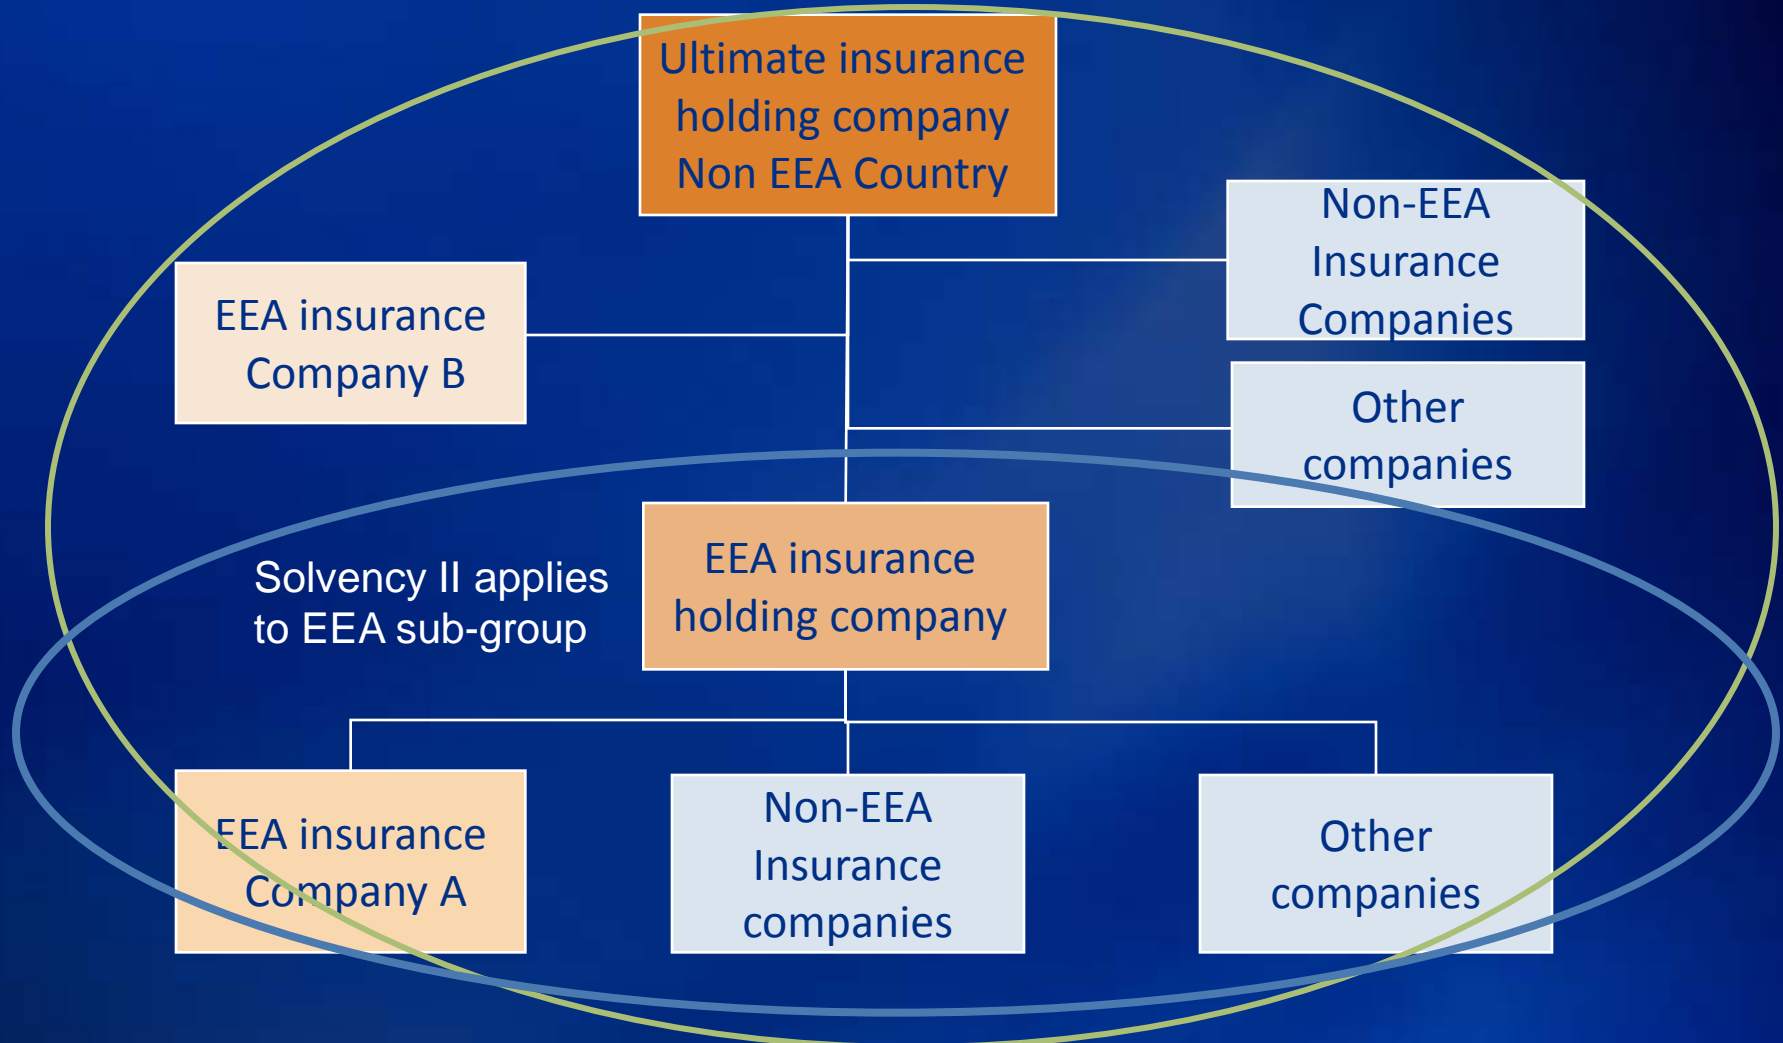 Ultimate insurance
holding company
Non EEA Country
Non-EEA
Insurance
Companies
EEA insurance
Company B
Other
companies
Solvency II applies
to EEA sub-group
EEA insurance
holding company
EEA insurance
Company A
Non-EEA
Insurance
companies
Other
companies